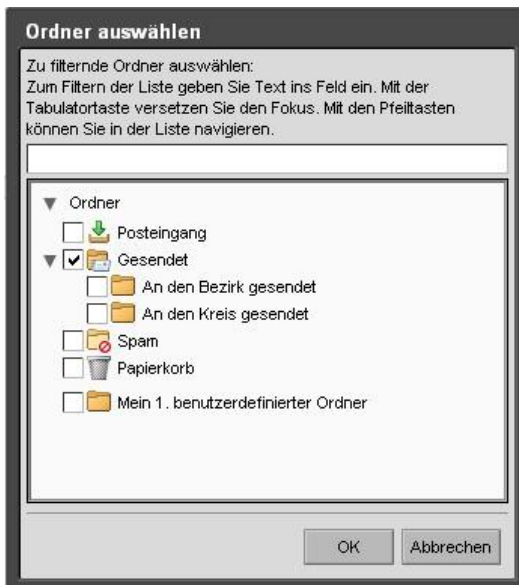 Ordner auswählen
Zu filternde Ordner auswählen:
Zum Filtern der Liste geben Sie Text ins Feld ein. Mit der
Tabulatortaste versetzen Sie den Fokus. Mit den Pfeiltasten
können Sie in der Liste navigieren.
Ordner
Posteingang
Gesendet
An den Bezirk gesendet
An den Kreis gesendet
Spam
Papierkorb
Mein 1. benutzerdefinierter Ordner
OK Abbrechen